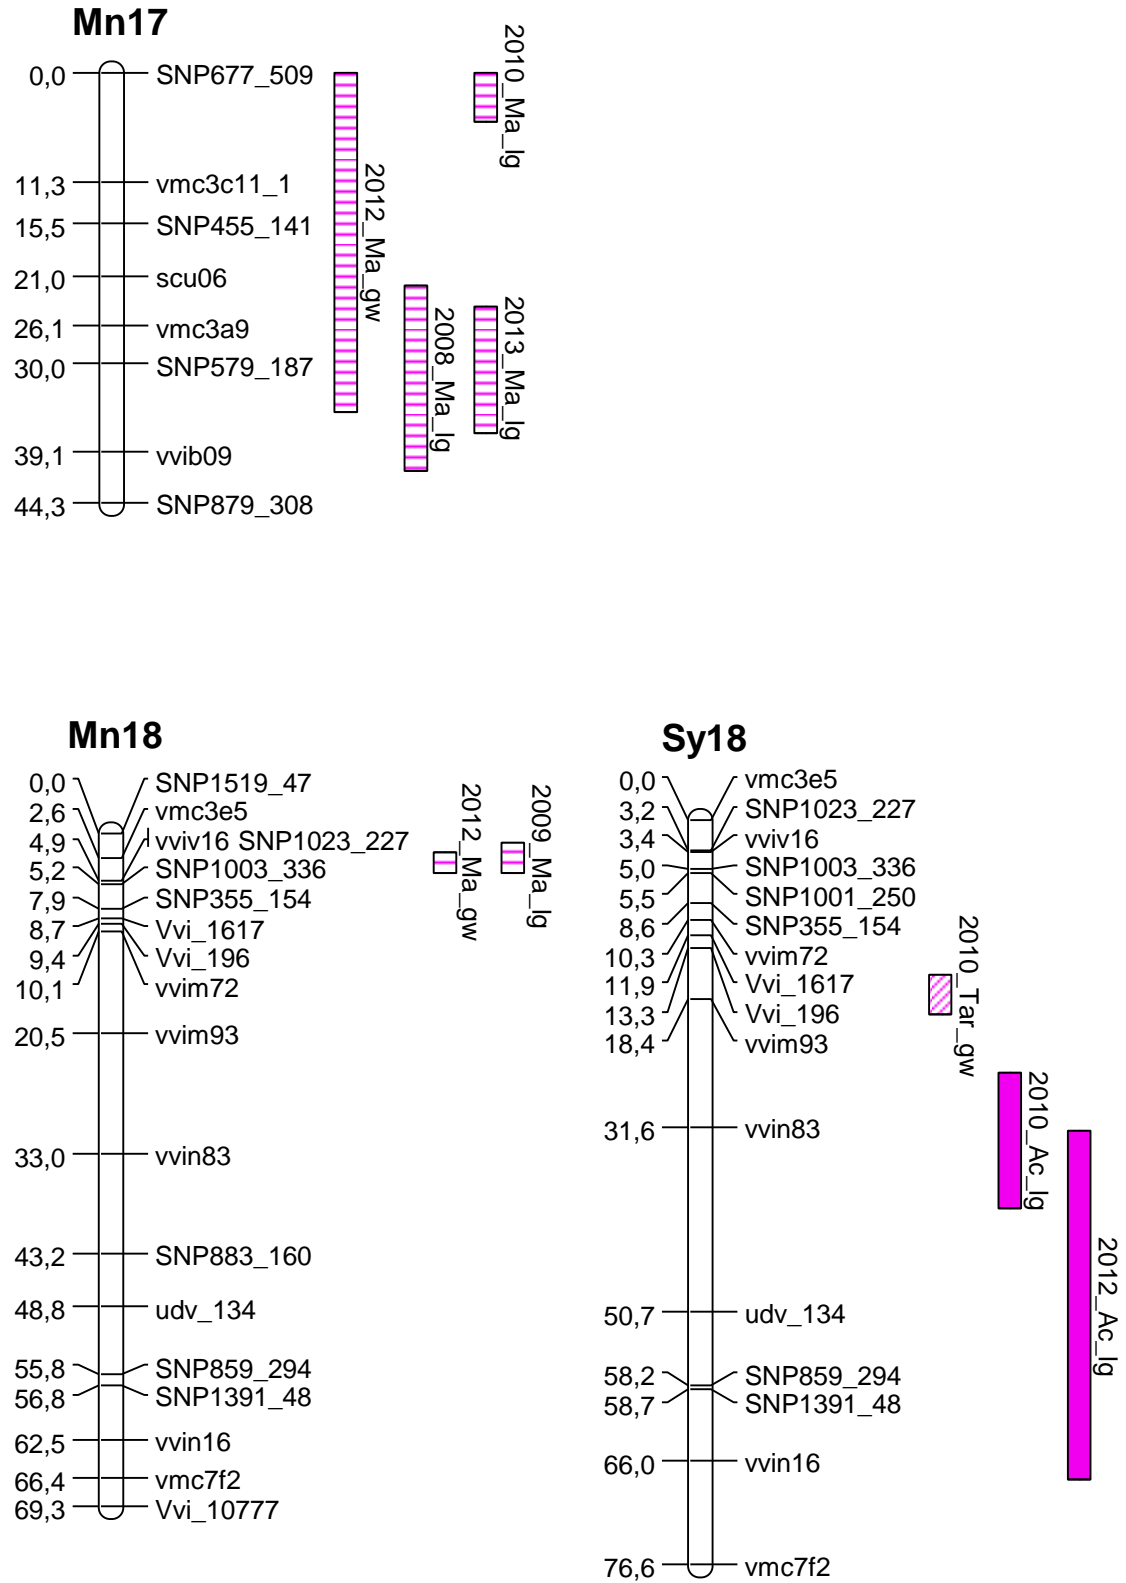 Mn17
0,0 SNP677_509
11,3 vmc3c11_1
15,5 SNP455_141
21,0 scu06
26,1 vmc3a9
30,0 SNP579_187
39,1 vvib09
44,3 SNP879_308
2012_Ma_gw
2008_Ma_lg
2010_Ma_lg
2013_Ma_lg
Mn18
0,0 SNP1519_47
2,6 vmc3e5
4,9 vviv16 SNP1023_227
5,2 SNP1003_336
7,9 SNP355_154
8,7 Vvi_1617
9,4 Vvi_196
10,1 vvim72
20,5 vvim93
33,0 vvin83
43,2 SNP883_160
48,8 udv_134
55,8 SNP859_294
56,8 SNP1391_48
62,5 vvin16
66,4 vmc7f2
69,3 Vvi_10777
2012_Ma_gw
2009_Ma_lg
Sy18
0,0 vmc3e5
3,2 SNP1023_227
3,4 vviv16
5,0 SNP1003_336
5,5 SNP1001_250
8,6 SNP355_154
10,3 vvim72
11,9 Vvi_1617
13,3 Vvi_196
18,4 vvim93
31,6 vvin83
50,7 udv_134
58,2 SNP859_294
58,7 SNP1391_48
66,0 vvin16
76,6 vmc7f2
2010_Tar_gw
2010_Ac_lg
2012_Ac_lg